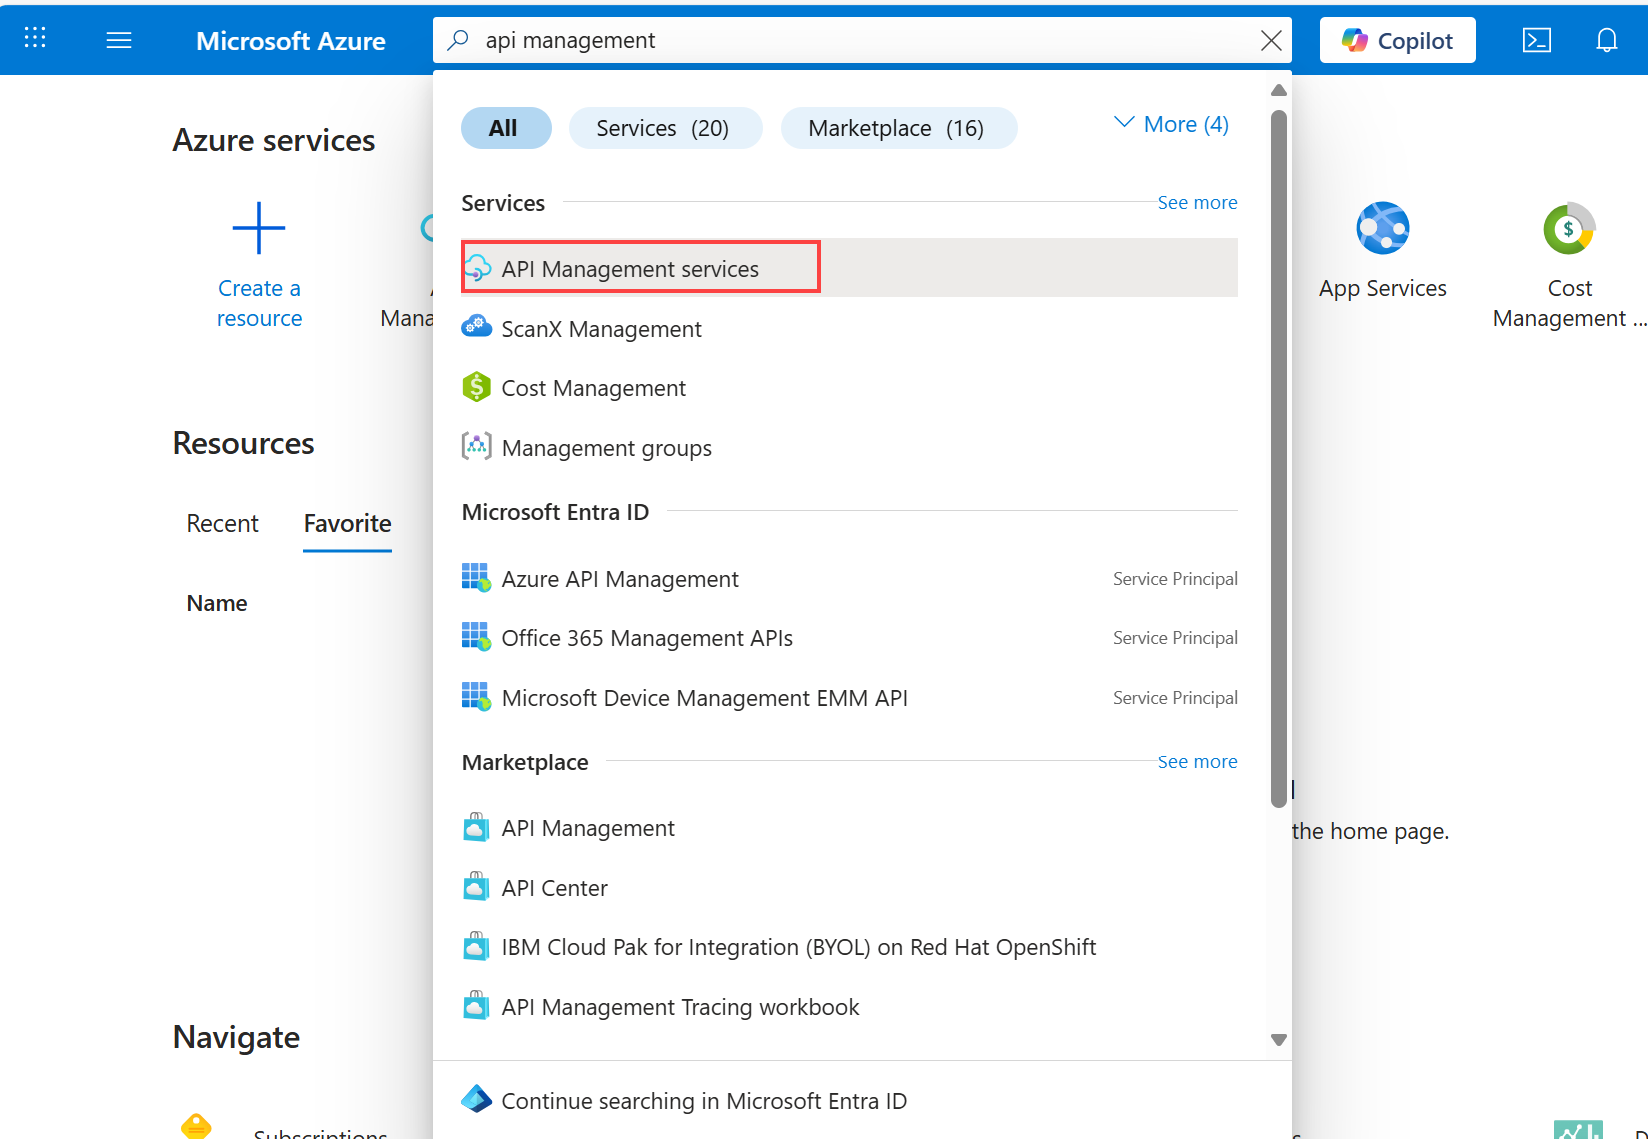 Microsoft Azure
api management
Copilot
All
Services (20)
Marketplace (16)
More (4)
Azure services
Create a
resource
Services
See more
API Management services
ScanX Management
Cost Management
Management groups
App Services
Cost
Management ...
Resources
Recent
Favorite
Name
Microsoft Entra ID
Azure API Management
Service Principal
Office 365 Management APIs
Service Principal
Microsoft Device Management EMM API
Service Principal
Marketplace
See more
API Management
the home page.
API Center
IBM Cloud Pak for Integration (BYOL) on Red Hat OpenShift
API Management Tracing workbook
Navigate
Continue searching in Microsoft Entra ID
Subscriptions